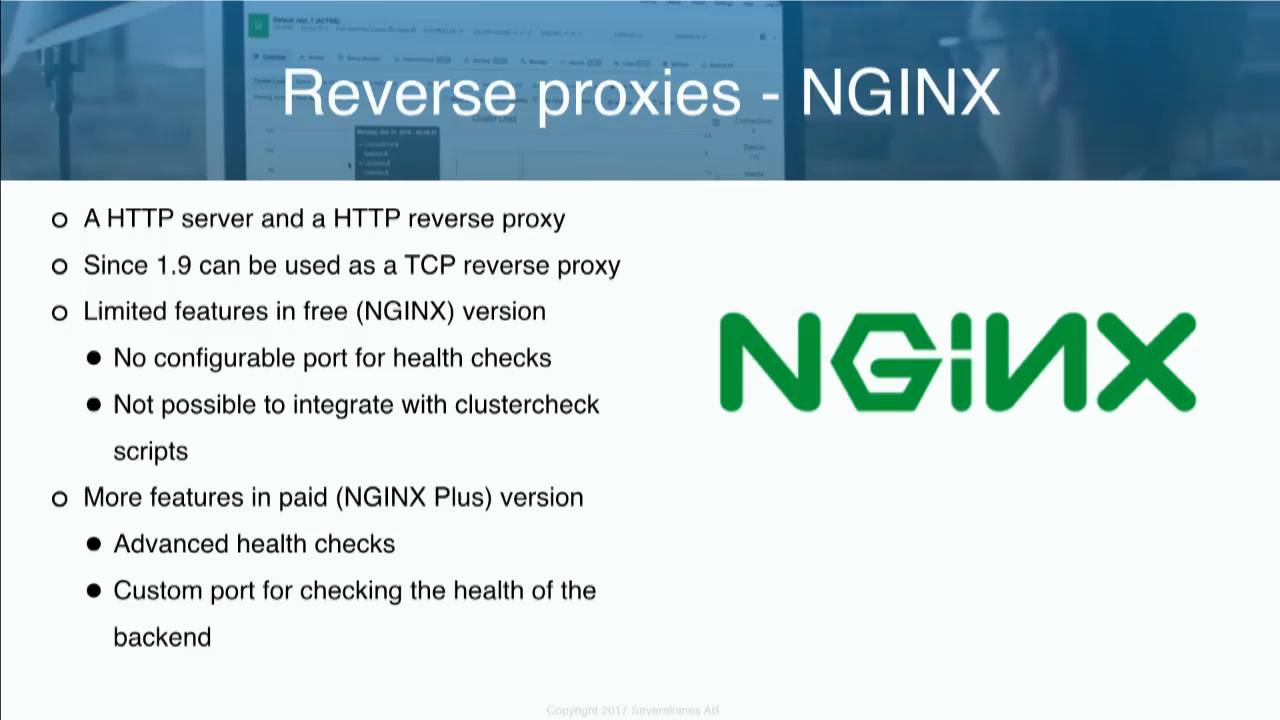 Reverse proxies - NGINX
A HTTP server and a HTTP reverse proxy
Since 1.9 can be used as a TCP reverse proxy
Limited features in free (NGINX) version
No configurable port for health checks
Not possible to integrate with clustercheck
scripts
More features in paid (NGINX Plus) version
Advanced health checks
Custom port for checking the health of the
backend
NGINX
Copyright 2017 Severalnines AB